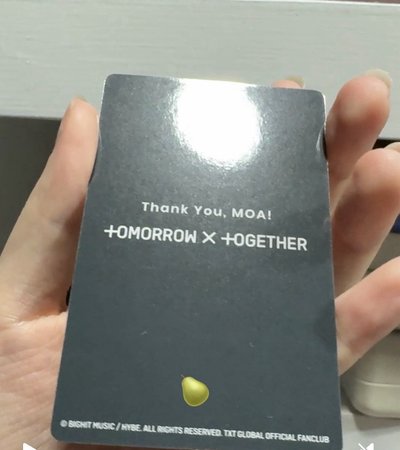 Thank You, MOA!
TOMORROW X TOGETHER
© BIGHIT MUSIC / HYBE. ALL RIGHTS RESERVED. TXT GLOBAL OFFICIAL FANCLUB